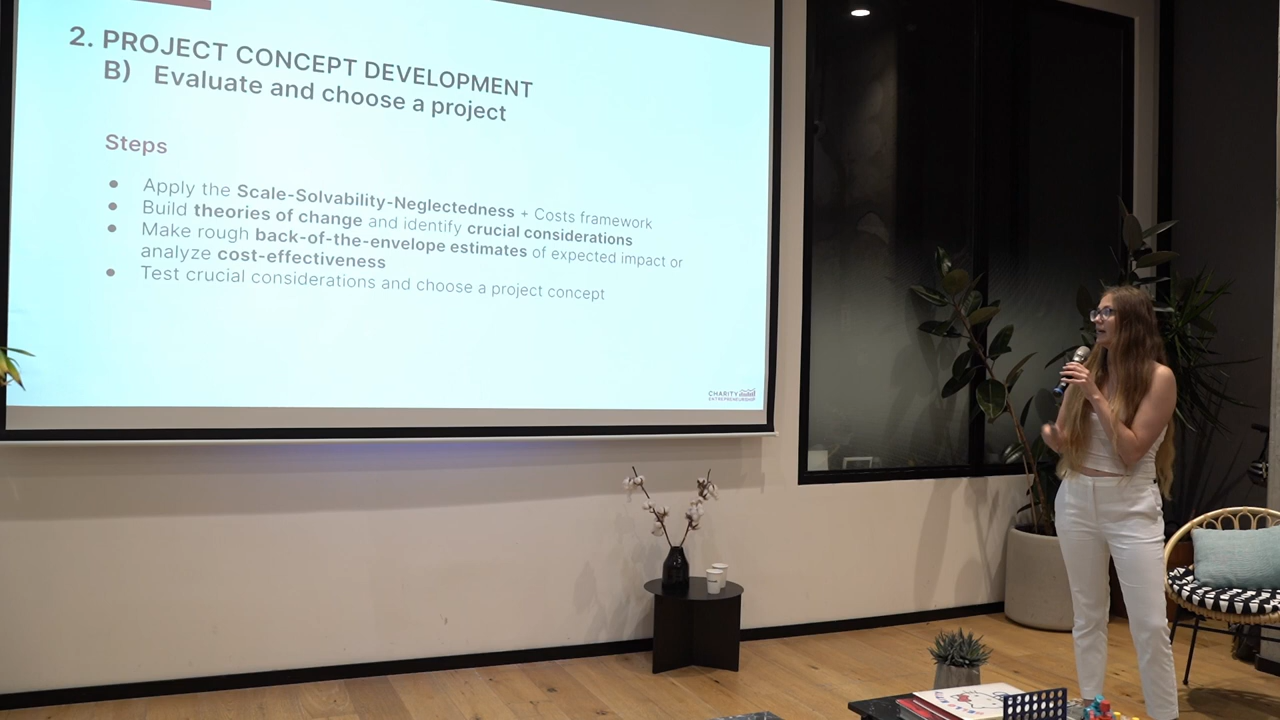 2. PROJECT CONCEPT DEVELOPMENT
B) Evaluate and choose a project
Steps
● Apply the Scale-Solvability-Neglectedness + Costs framework
● Build theories of change and identify crucial considerations
● Make rough back-of-the-envelope estimates of expected impact or
analyze cost-effectiveness
● Test crucial considerations and choose a project concept
CHARITY
ENTREPRENEURSHIP